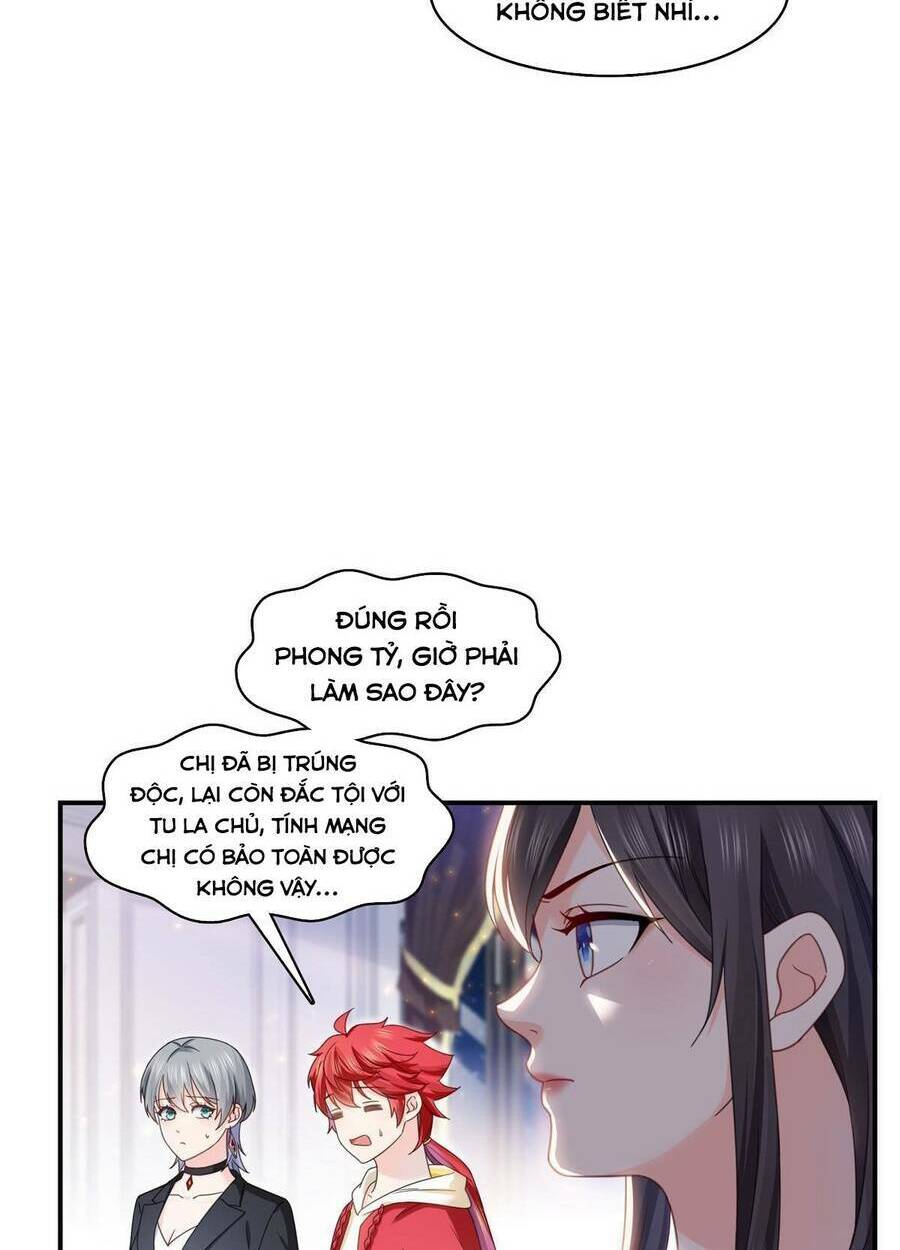 KHÔNG BIẾT NHỈ...
ĐÚNG RỒI
PHONG TỶ, GIỜ PHẢI
LÀM SAO ĐÂY?
CHỊ ĐÃ BỊ TRÚNG
ĐỘC, LẠI CÒN ĐẮC TỘI VỚI
TU LA CHỦ, TÍNH MẠNG
CHỊ CÓ BẢO TOÀN ĐƯỢC
KHÔNG VẬY...